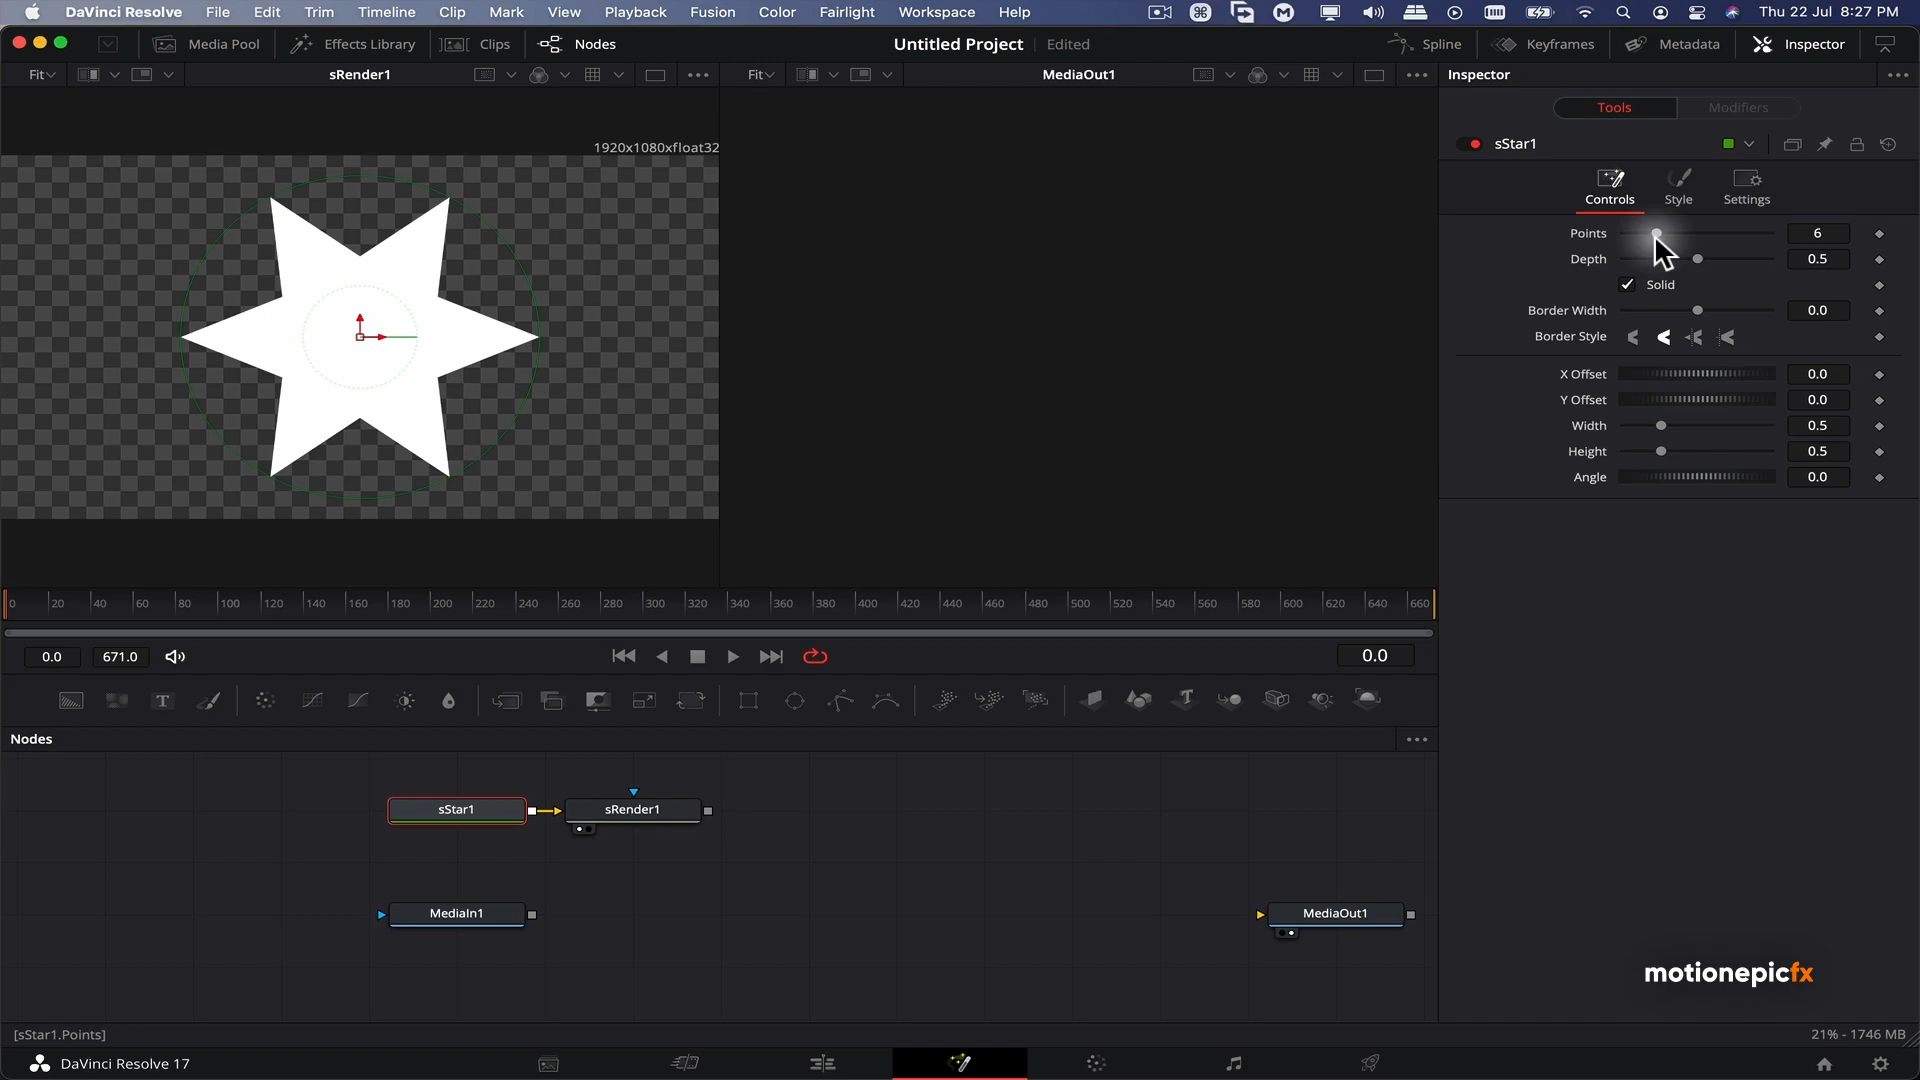 DaVinci Resolve File Edit Trim Timeline Clip Mark View Playback Fusion Color Fairlight Workspace Help Thu 22 Jul 8:27 PM
Media Pool Effects Library Clips Nodes Untitled Project Edited Spline Keyframes Metadata Inspector
Fit sRender1 Fit MediaOut1 Inspector
Tools Modifiers
1920x1080xfloat32
sStar1
Controls Style Settings
Points 6
Depth 0.5
Solid
Border Width 0.0
Border Style
X Offset 0.0
Y Offset 0.0
Width 0.5
Height 0.5
Angle 0.0
0 20 40 60 80 100 120 140 160 180 200 220 240 260 280 300 320 340 360 380 400 420 440 460 480 500 520 540 560 580 600 620 640 660
0.0 671.0 0.0
Nodes
sStar1 sRender1
MediaIn1 MediaOut1
motionepicfx
[sStar1.Points] 21% - 1746 MB
DaVinci Resolve 17